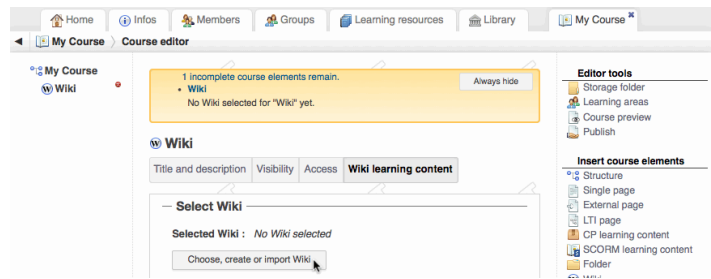 Home Infos Members Groups Learning resources Library My Course
My Course Course editor
My Course
Wiki
1 incomplete course elements remain.
• Wiki
No Wiki selected for "Wiki" yet.
Always hide
Wiki
Title and description Visibility Access Wiki learning content
Select Wiki
Selected Wiki : No Wiki selected
Choose, create or import Wiki
Editor tools
Storage folder
Learning areas
Course preview
Publish
Insert course elements
Structure
Single page
External page
LTI page
CP learning content
SCORM learning content
Folder
Wiki